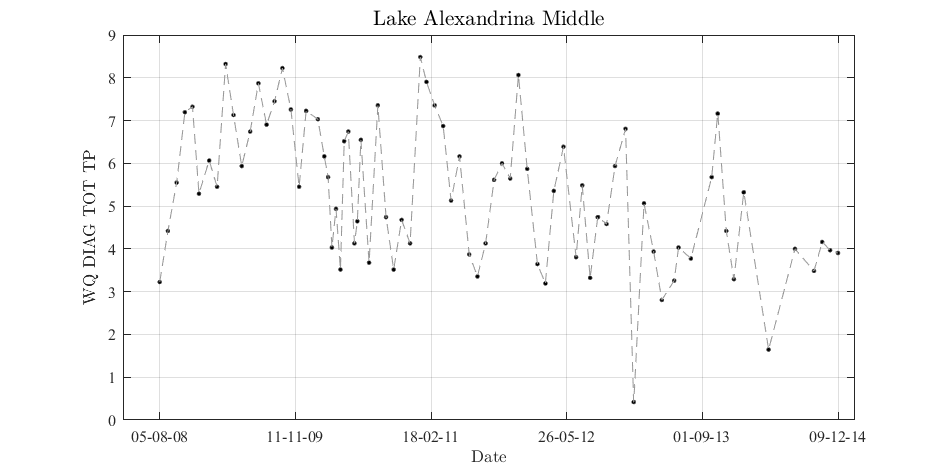 Lake Alexandrina Middle
WQ DIAG TOT TP
9
8
7
6
5
4
3
2
1
0
05-08-08 11-11-09 18-02-11 26-05-12 01-09-13 09-12-14
Date